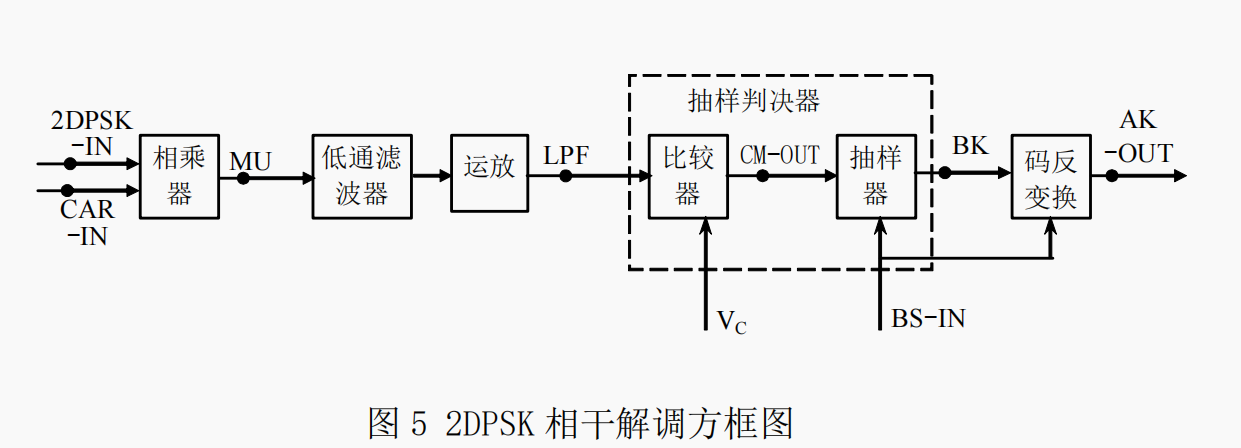 抽样判决器
2DPSK
-IN
CAR
-IN
相乘
器
MU
低通滤
波器
运放
LPF
比较
器
CM-OUT
抽样
器
BK
码反
变换
AK
-OUT
VC
BS-IN
图 5 2DPSK 相干解调方框图